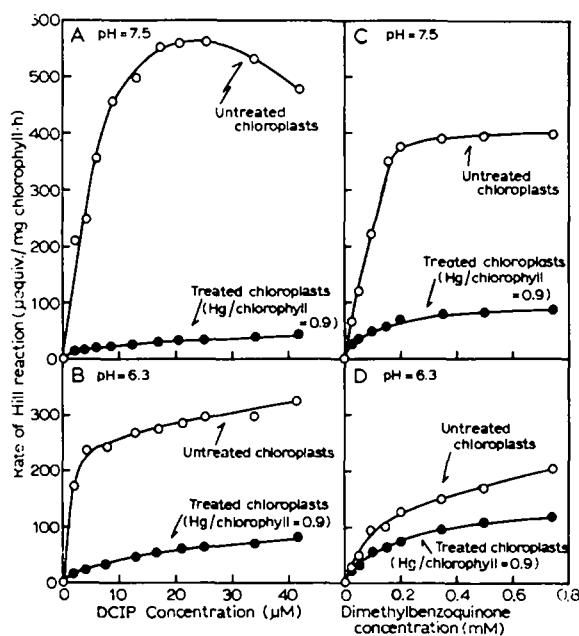 600
500
400
300
200
100
0
Rate of Hill reaction (µequiv./mg chlorophyll·h)
A pH=7.5
Untreated
chloroplasts
Treated chloroplasts
(Hg/chlorophyll
=0.9)
B pH=6.3
300
200
100
0
Untreated chloroplasts
Treated chloroplasts
(Hg/chlorophyll=0.9)
0 10 20 30 40
DCIP Concentration (µM)
C pH=7.5
Untreated
chloroplasts
Treated chloroplasts
(Hg/chlorophyll
=0.9)
D pH=6.3
Untreated
chloroplasts
Treated chloroplasts
(Hg/chlorophyll=0.9)
0 0.2 0.4 0.6 0.8
Dimethylbenzoquinone
concentration (mM)